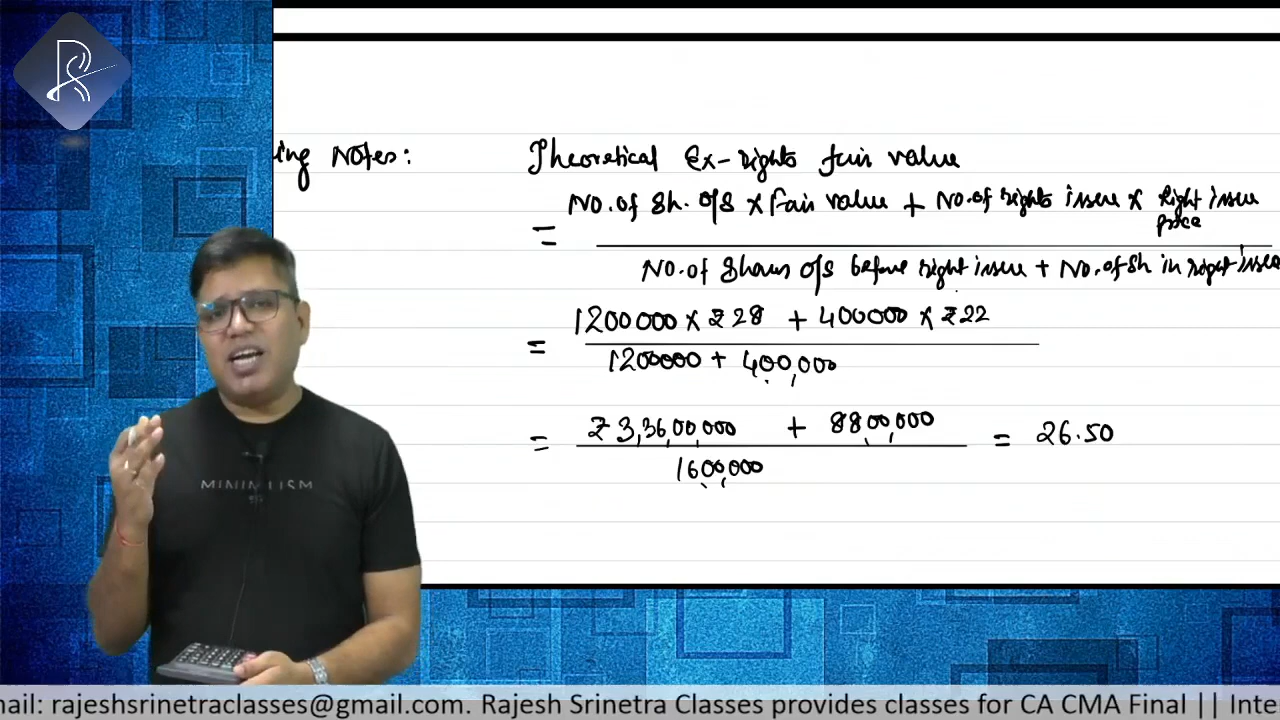 RS
ing Notes:
Theoretical Ex-rights fair value
No. of Sh. o/s x fair value + No. of rights issue x Right issue price
=
No. of Shares o/s before right issue + No. of Sh in right issue
1200000 x ₹ 28 + 400000 x ₹ 22
=
1200000 + 400,000
₹ 3,36,00,000 + 8800,000
= = 26.50
1600,000
MINIMALISM
mail: rajeshsrinetraclasses@gmail.com. Rajesh Srinetra Classes provides classes for CA CMA Final || Inte